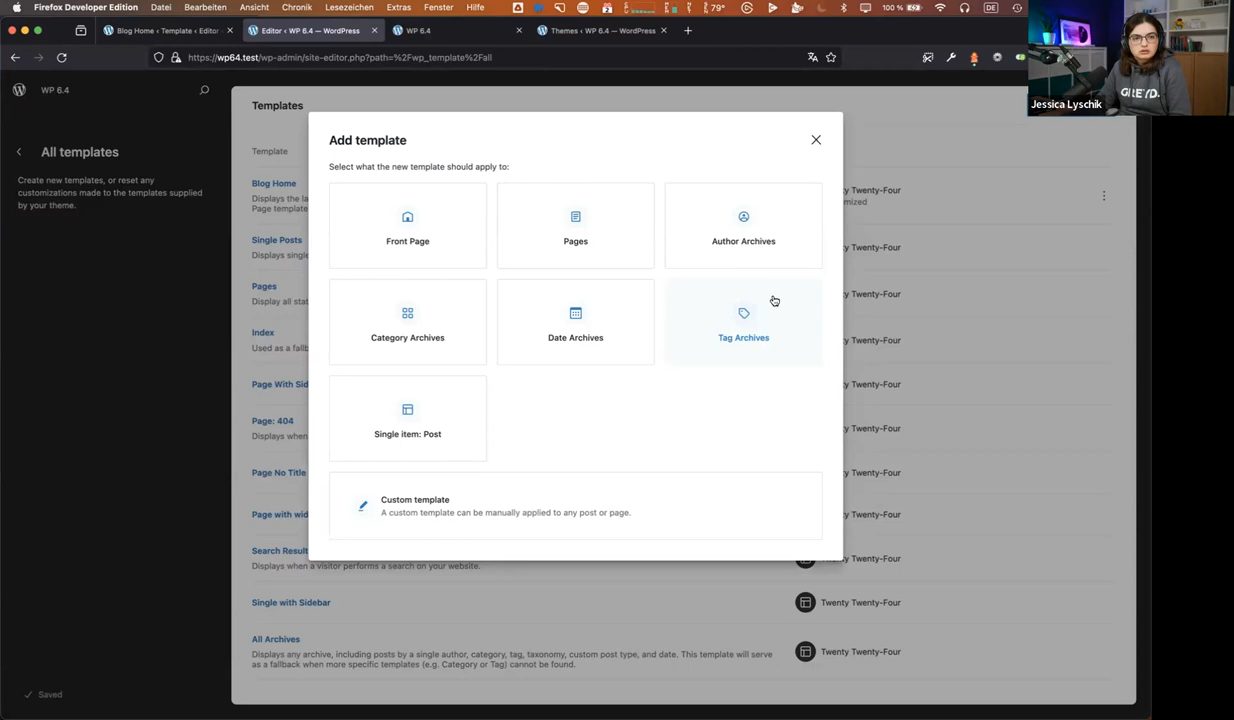 Firefox Developer Edition Datei Bearbeiten Ansicht Chronik Lesezeichen Extras Fenster Hilfe 79° 100 % DE
Blog Home ‹ Template ‹ Editor
Editor ‹ WP 6.4 — WordPress
WP 6.4
Themes ‹ WP 6.4 — WordPress
https://wp64.test/wp-admin/site-editor.php?path=%2Fwp_template%2Fall
GREYD.
Jessica Lyschik
WP 6.4
All templates
Create new templates, or reset any
customizations made to the templates supplied
by your theme.
Saved
Templates
Template
Blog Home
Displays the la
Page template
ty Twenty-Four
omized
Single Posts
Displays single
ty Twenty-Four
Pages
Display all stat
ty Twenty-Four
Index
Used as a fallb
ty Twenty-Four
Page With Sid
ty Twenty-Four
Page: 404
Displays when
ty Twenty-Four
Page No Title
ty Twenty-Four
Page with wid
ty Twenty-Four
Search Result
Displays when a visitor performs a search on your website.
ty Twenty-Four
Single with Sidebar
Twenty Twenty-Four
All Archives
Displays any archive, including posts by a single author, category, tag, taxonomy, custom post type, and date. This template will serve
as a fallback when more specific templates (e.g. Category or Tag) cannot be found.
Twenty Twenty-Four
Add template
Select what the new template should apply to:
Front Page
Pages
Author Archives
Category Archives
Date Archives
Tag Archives
Single item: Post
Custom template
A custom template can be manually applied to any post or page.